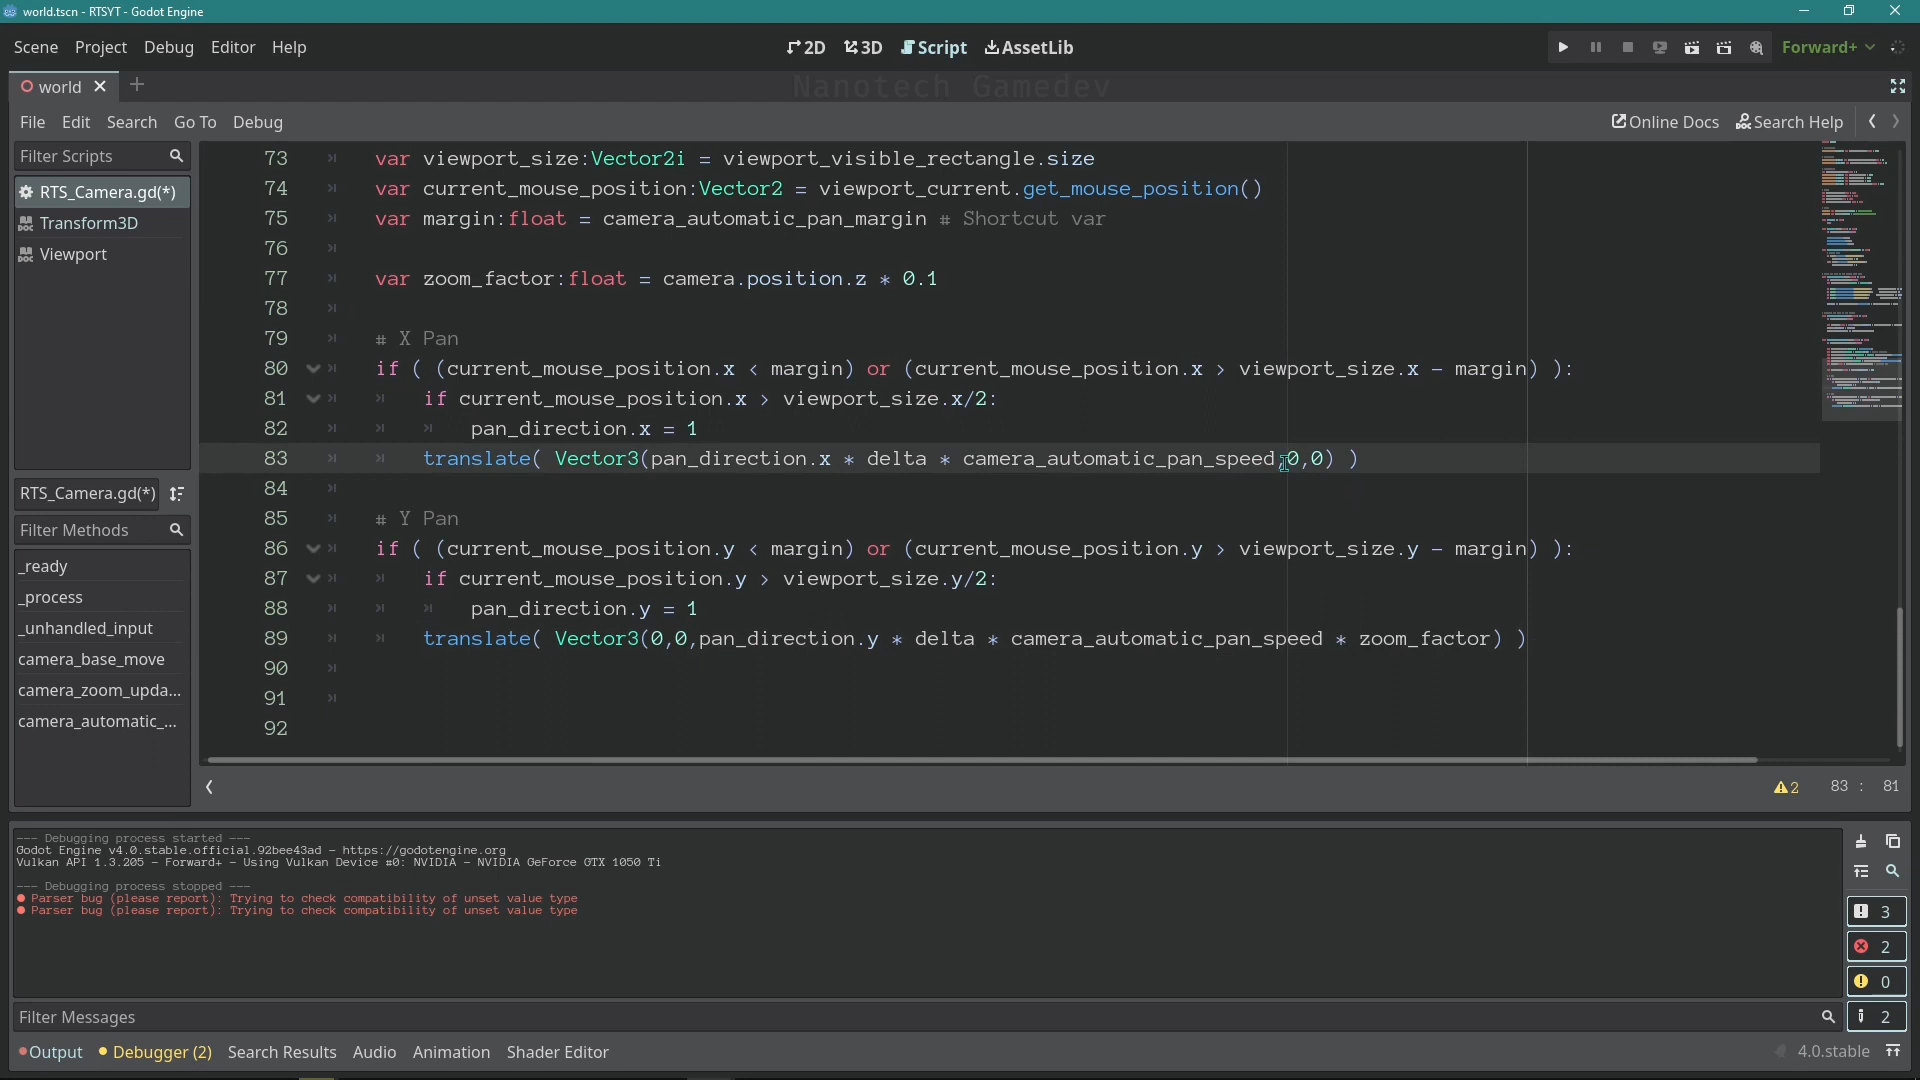 world.tscn - RTSYT - Godot Engine
Scene Project Debug Editor Help
2D 3D Script AssetLib
Forward+
world
Nanotech Gamedev
File Edit Search Go To Debug
Online Docs Search Help
Filter Scripts
RTS_Camera.gd(*)
Transform3D
Viewport
RTS_Camera.gd(*)
Filter Methods
_ready
_process
_unhandled_input
camera_base_move
camera_zoom_upda...
camera_automatic_...
73 var viewport_size:Vector2i = viewport_visible_rectangle.size
74 var current_mouse_position:Vector2 = viewport_current.get_mouse_position()
75 var margin:float = camera_automatic_pan_margin # Shortcut var
76
77 var zoom_factor:float = camera.position.z * 0.1
78
79 # X Pan
80 if ( (current_mouse_position.x < margin) or (current_mouse_position.x > viewport_size.x - margin) ):
81 if current_mouse_position.x > viewport_size.x/2:
82 pan_direction.x = 1
83 translate( Vector3(pan_direction.x * delta * camera_automatic_pan_speed,0,0) )
84
85 # Y Pan
86 if ( (current_mouse_position.y < margin) or (current_mouse_position.y > viewport_size.y - margin) ):
87 if current_mouse_position.y > viewport_size.y/2:
88 pan_direction.y = 1
89 translate( Vector3(0,0,pan_direction.y * delta * camera_automatic_pan_speed * zoom_factor) )
90
91
92
2 83 : 81
--- Debugging process started ---
Godot Engine v4.0.stable.official.92bee43ad - https://godotengine.org
Vulkan API 1.3.205 - Forward+ - Using Vulkan Device #0: NVIDIA - NVIDIA GeForce GTX 1050 Ti
--- Debugging process stopped ---
Parser bug (please report): Trying to check compatibility of unset value type
Parser bug (please report): Trying to check compatibility of unset value type
3
2
0
2
Filter Messages
Output Debugger (2) Search Results Audio Animation Shader Editor
4.0.stable